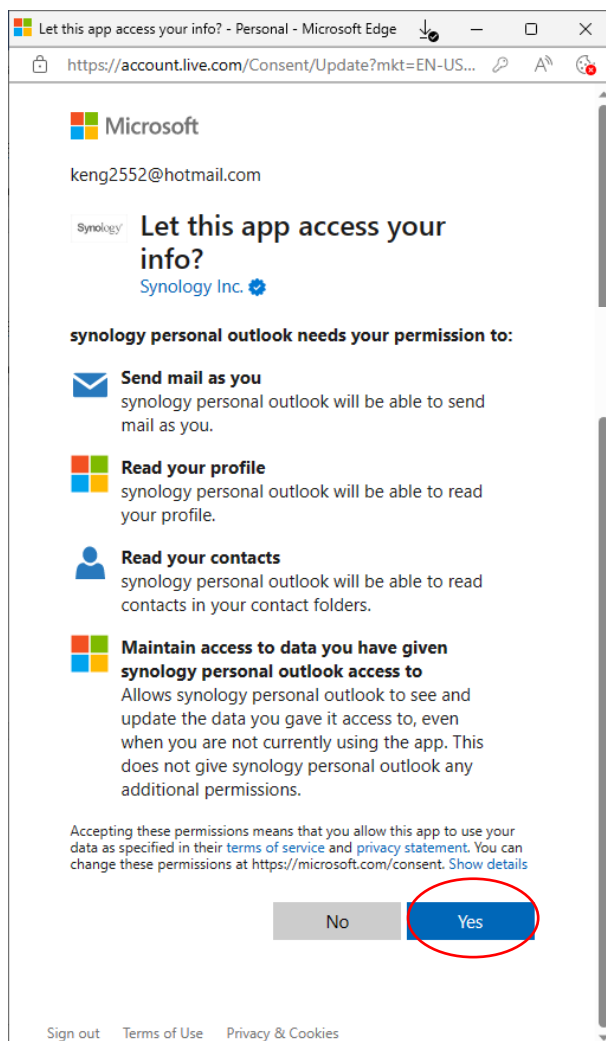 Let this app access your info? - Personal - Microsoft Edge
https://account.live.com/Consent/Update?mkt=EN-US...
Microsoft
keng2552@hotmail.com
Synology
Let this app access your
info?
Synology Inc.
synology personal outlook needs your permission to:
Send mail as you
synology personal outlook will be able to send
mail as you.
Read your profile
synology personal outlook will be able to read
your profile.
Read your contacts
synology personal outlook will be able to read
contacts in your contact folders.
Maintain access to data you have given
synology personal outlook access to
Allows synology personal outlook to see and
update the data you gave it access to, even
when you are not currently using the app. This
does not give synology personal outlook any
additional permissions.
Accepting these permissions means that you allow this app to use your
data as specified in their terms of service and privacy statement. You can
change these permissions at https://microsoft.com/consent. Show details
No Yes
Sign out Terms of Use Privacy & Cookies